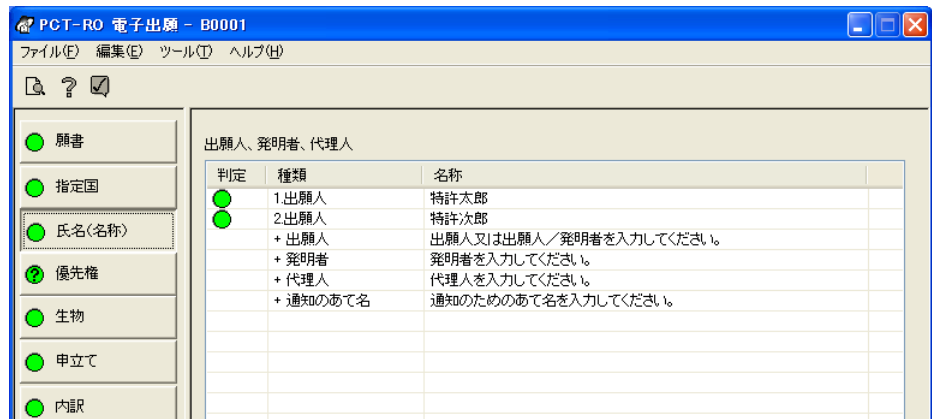 PCT-RO 電子出願 - B0001
ファイル(F) 編集(E) ツール(T) ヘルプ(H)
願書
指定国
氏名(名称)
優先権
生物
申立て
内訳
出願人、発明者、代理人
判定 種類 名称
1.出願人 特許太郎
2.出願人 特許次郎
+ 出願人 出願人又は出願人／発明者を入力してください。
+ 発明者 発明者を入力してください。
+ 代理人 代理人を入力してください。
+ 通知のあて名 通知のためのあて名を入力してください。